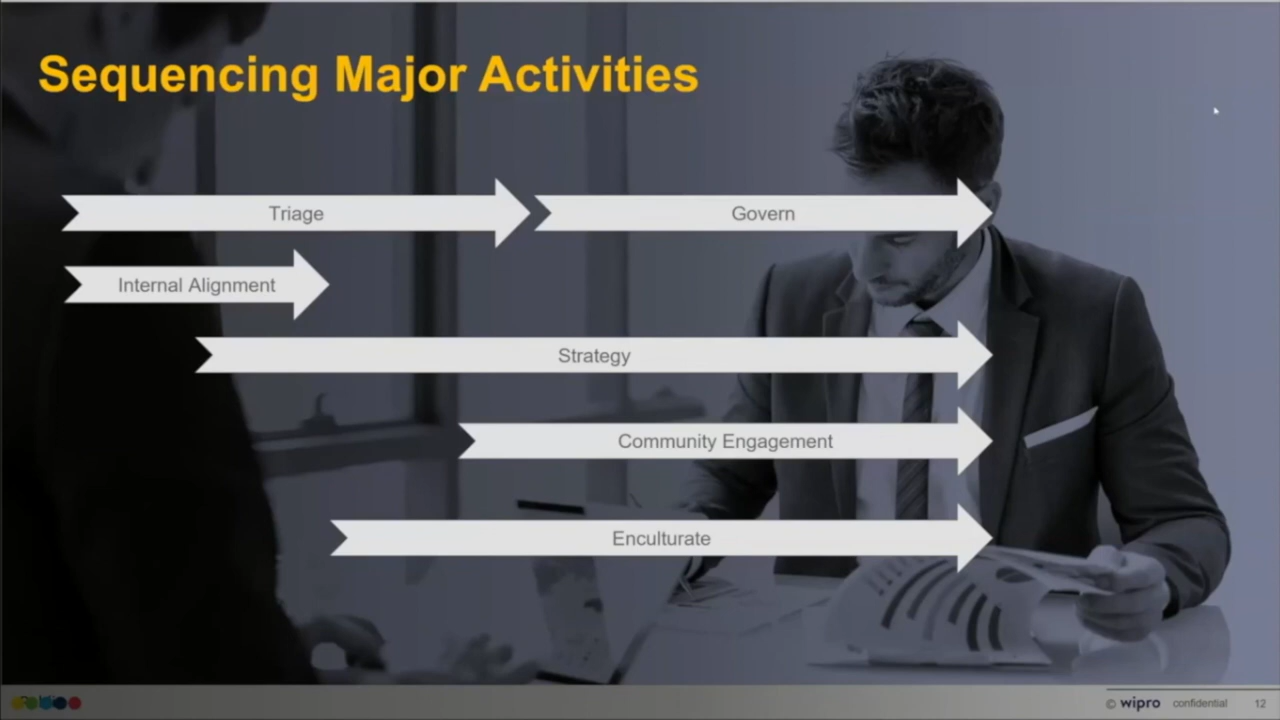 Sequencing Major Activities
Triage
Govern
Internal Alignment
Strategy
Community Engagement
Enculturate
© wipro confidential 12